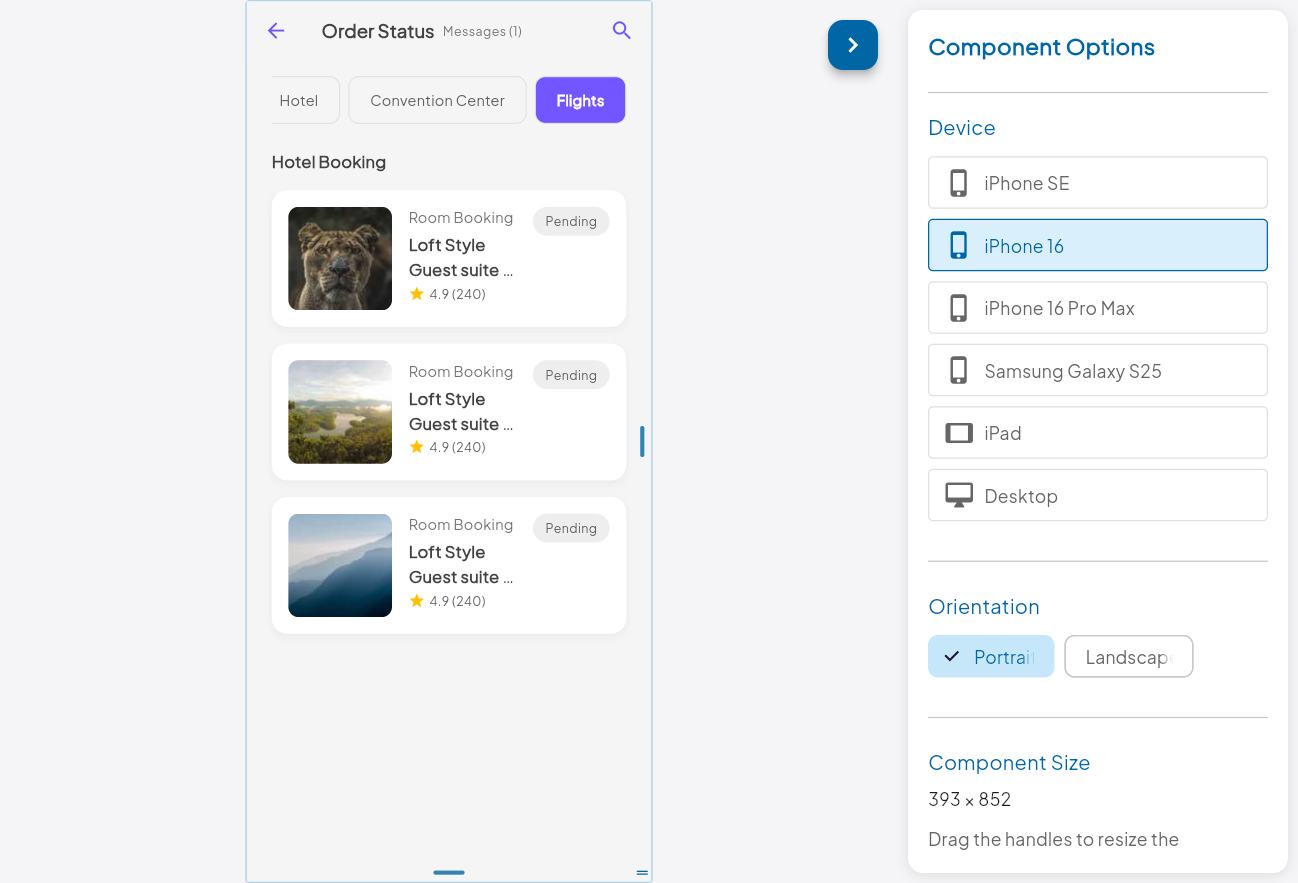 Order Status Messages (1)
Hotel
Convention Center
Flights
Hotel Booking
Room Booking
Pending
Loft Style
Guest suite ...
4.9 (240)
Room Booking
Pending
Loft Style
Guest suite ...
4.9 (240)
Room Booking
Pending
Loft Style
Guest suite ...
4.9 (240)
Component Options
Device
iPhone SE
iPhone 16
iPhone 16 Pro Max
Samsung Galaxy S25
iPad
Desktop
Orientation
Portrait
Landscape
Component Size
393 × 852
Drag the handles to resize the